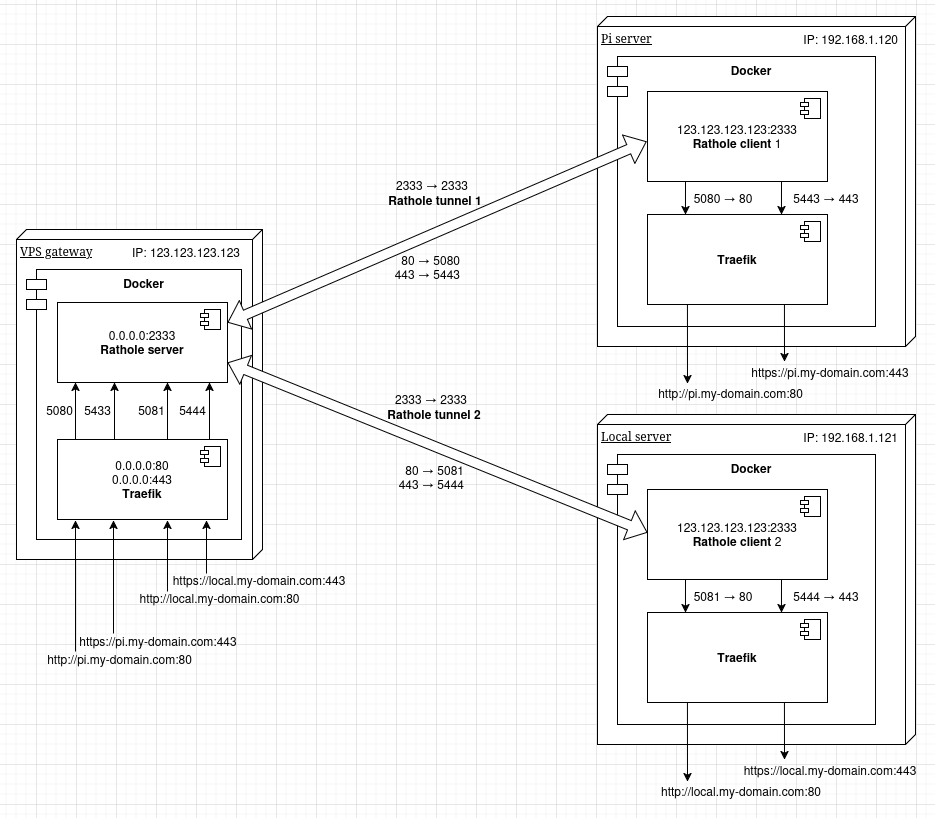 Pi server
IP: 192.168.1.120
Docker
123.123.123.123:2333
Rathole client 1
5080 → 80
5443 → 443
Traefik
https://pi.my-domain.com:443
http://pi.my-domain.com:80
2333 → 2333
Rathole tunnel 1
80 → 5080
443 → 5443
VPS gateway
IP: 123.123.123.123
Docker
0.0.0.0:2333
Rathole server
5080
5433
5081
5444
0.0.0.0:80
0.0.0.0:443
Traefik
https://local.my-domain.com:443
http://local.my-domain.com:80
https://pi.my-domain.com:443
http://pi.my-domain.com:80
2333 → 2333
Rathole tunnel 2
80 → 5081
443 → 5444
Local server
IP: 192.168.1.121
Docker
123.123.123.123:2333
Rathole client 2
5081 → 80
5444 → 443
Traefik
https://local.my-domain.com:443
http://local.my-domain.com:80